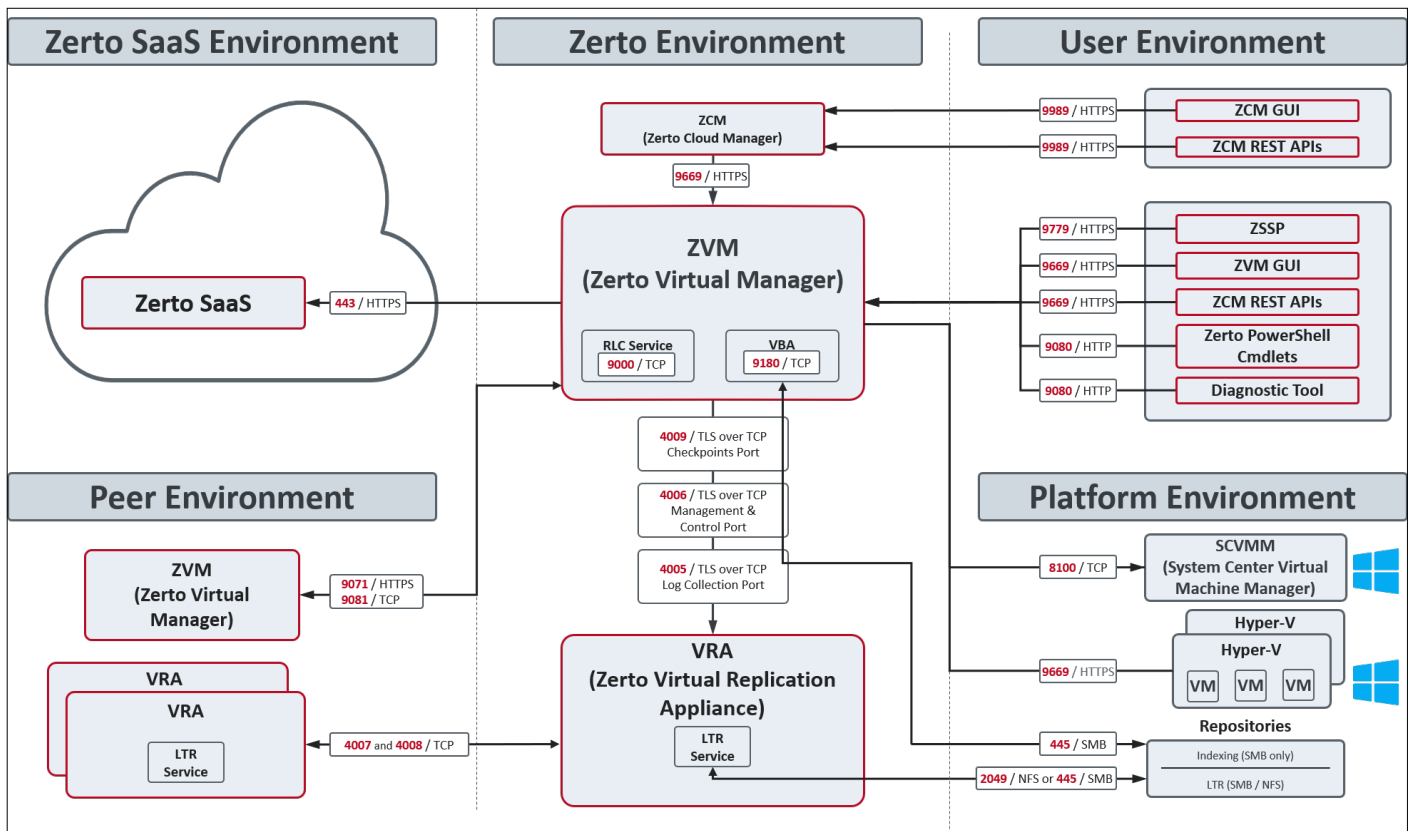 Zerto SaaS Environment
Zerto Environment
User Environment
ZCM
(Zerto Cloud Manager)
9989 / HTTPS
ZCM GUI
9989 / HTTPS
ZCM REST APIs
9669 / HTTPS
ZVM
(Zerto Virtual Manager)
9779 / HTTPS
ZSSP
9669 / HTTPS
ZVM GUI
Zerto SaaS
443 / HTTPS
9669 / HTTPS
ZCM REST APIs
RLC Service
9000 / TCP
VBA
9180 / TCP
9080 / HTTP
Zerto PowerShell
Cmdlets
9080 / HTTP
Diagnostic Tool
4009 / TLS over TCP
Checkpoints Port
4006 / TLS over TCP
Management &
Control Port
4005 / TLS over TCP
Log Collection Port
Peer Environment
Platform Environment
ZVM
(Zerto Virtual
Manager)
9071 / HTTPS
9081 / TCP
8100 / TCP
SCVMM
(System Center Virtual
Machine Manager)
Hyper-V
Hyper-V
VM
VM
VM
9669 / HTTPS
VRA
VRA
LTR
Service
4007 and 4008 / TCP
VRA
(Zerto Virtual Replication
Appliance)
LTR
Service
Repositories
445 / SMB
Indexing (SMB only)
2049 / NFS or 445 / SMB
LTR (SMB / NFS)